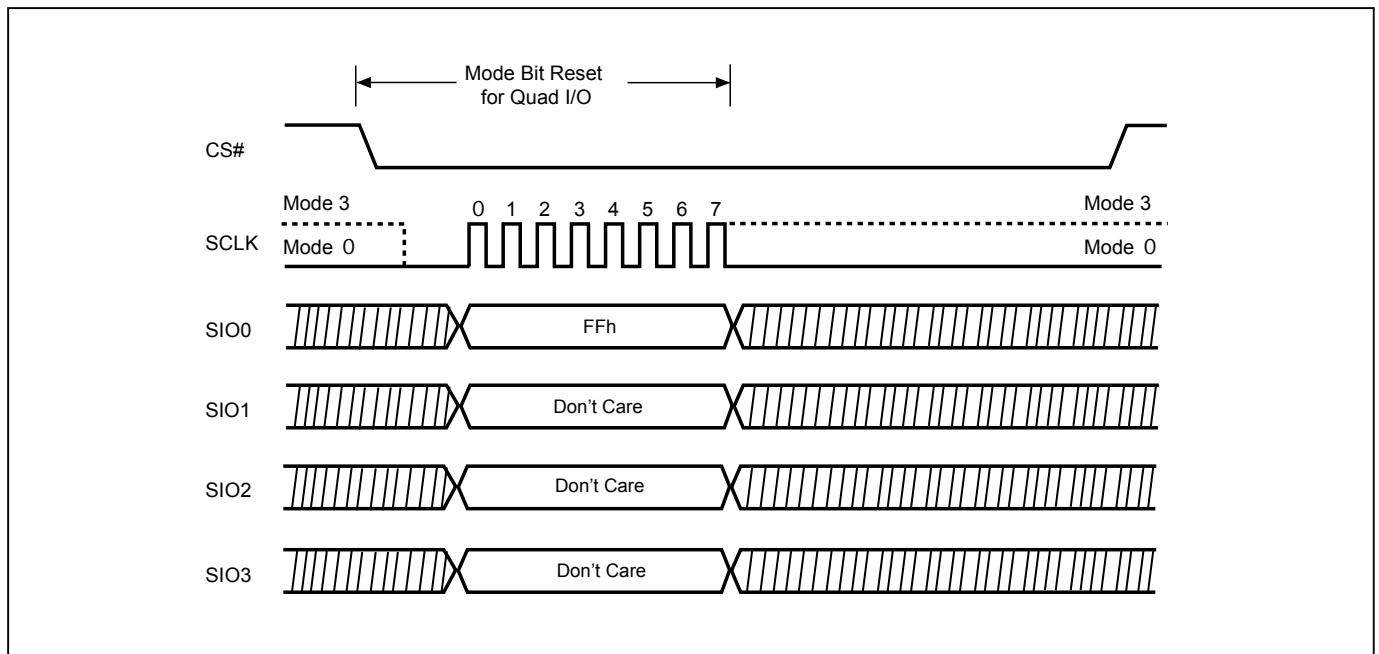 Mode Bit Reset
for Quad I/O
CS#
Mode 3
0 1 2 3 4 5 6 7
Mode 3
SCLK
Mode 0
Mode 0
SIO0
FFh
SIO1
Don't Care
SIO2
Don't Care
SIO3
Don't Care